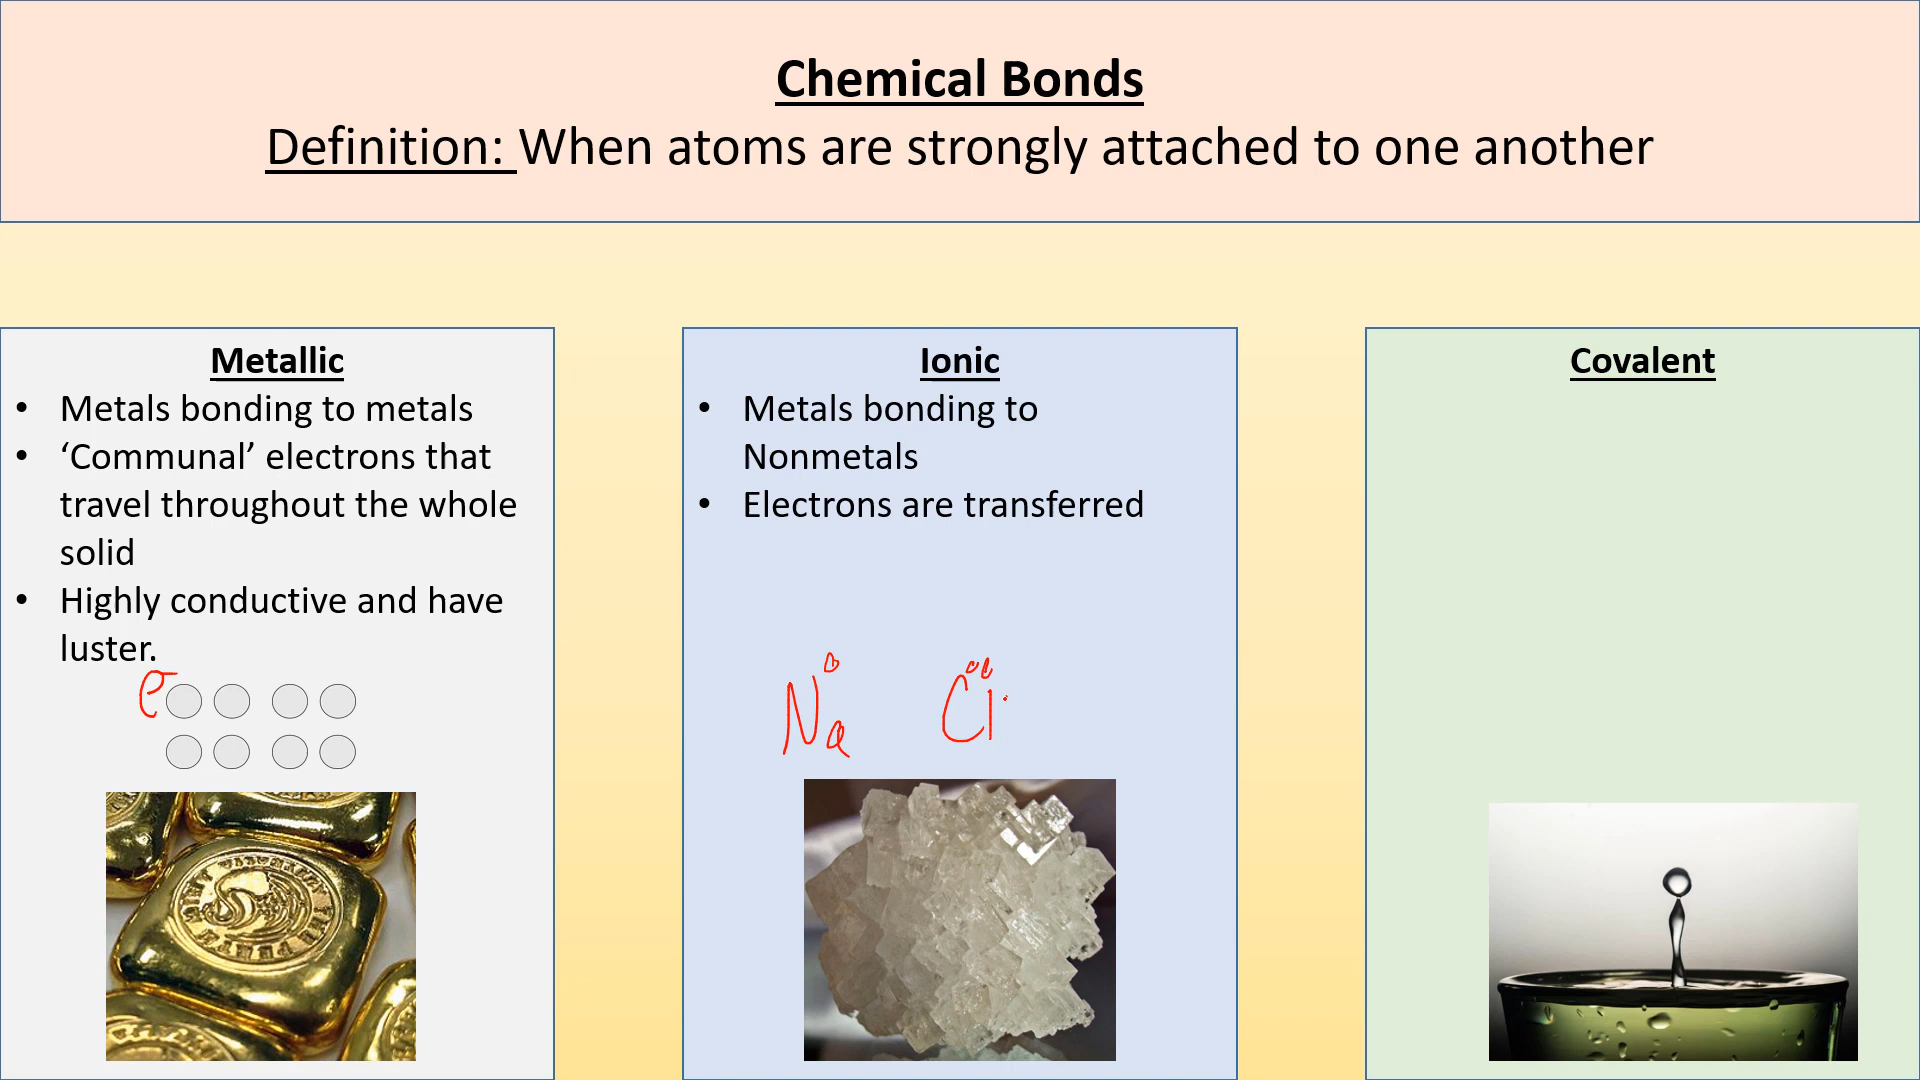 Chemical Bonds
Definition: When atoms are strongly attached to one another
Metallic
• Metals bonding to metals
• ‘Communal’ electrons that
travel throughout the whole
solid
• Highly conductive and have
luster.
e-
Ionic
• Metals bonding to
Nonmetals
• Electrons are transferred
Na Cl
Covalent